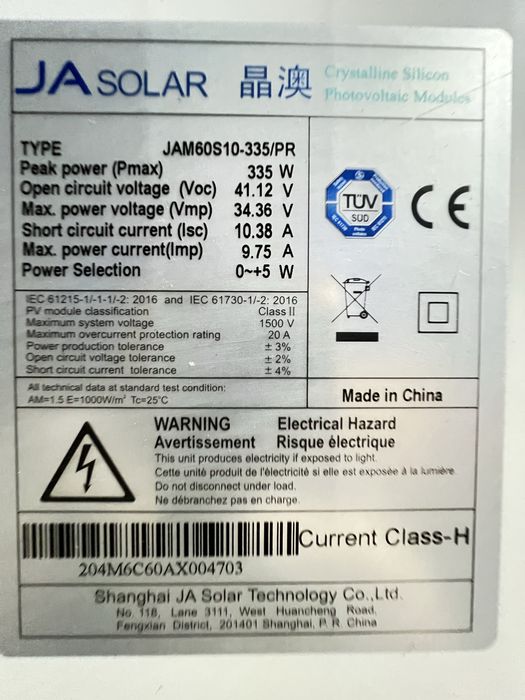 JA SOLAR 晶澳 Crystalline Silicon
Photovoltaic Modules
TYPE JAM60S10-335/PR
Peak power (Pmax) 335 W
Open circuit voltage (Voc) 41.12 V
Max. power voltage (Vmp) 34.36 V
Short circuit current (Isc) 10.38 A
Max. power current(Imp) 9.75 A
Power Selection 0~+5 W
TÜV
SÜD
CE
IEC 61215-1/-1-1/-2: 2016 and IEC 61730-1/-2: 2016
PV module classification Class II
Maximum system voltage 1500 V
Maximum overcurrent protection rating 20 A
Power production tolerance ± 3%
Open circuit voltage tolerance ± 2%
Short circuit current tolerance ± 4%
All technical data at standard test condition:
AM=1.5 E=1000W/m² Tc=25°C
Made in China
WARNING Electrical Hazard
Avertissement Risque électrique
This unit produces electricity if exposed to light.
Cette unité produit de l'électricité si elle est exposée à la lumière.
Do not disconnect under load.
Ne débranchez pas en charge.
Current Class-H
204M6C60AX004703
Shanghai JA Solar Technology Co.,Ltd.
No. 118, Lane 3111, West Huancheng Road,
Fengxian District, 201401 Shanghai, P. R. China